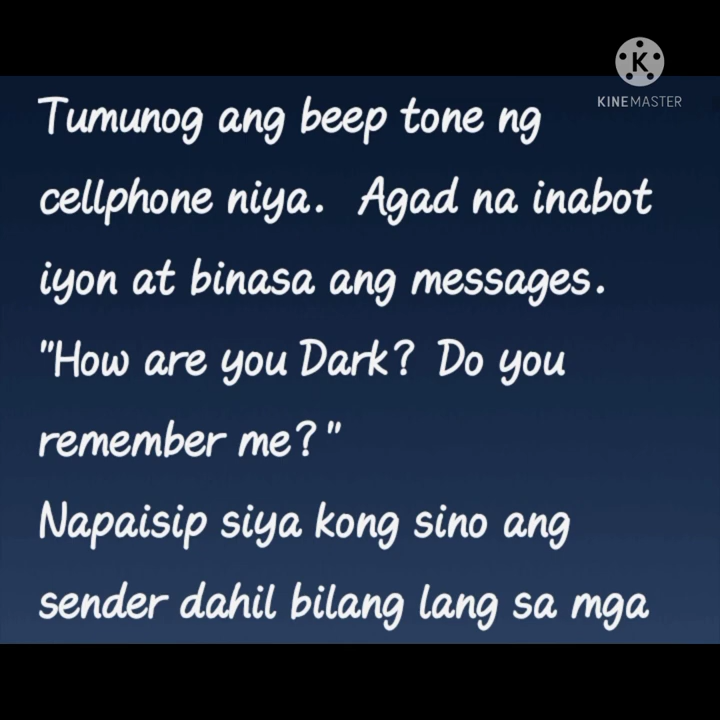 KINEMASTER
Tumunog ang beep tone ng
cellphone niya. Agad na inabot
iyon at binasa ang messages.
"How are you Dark? Do you
remember me?"
Napaisip siya kong sino ang
sender dahil bilang lang sa mga